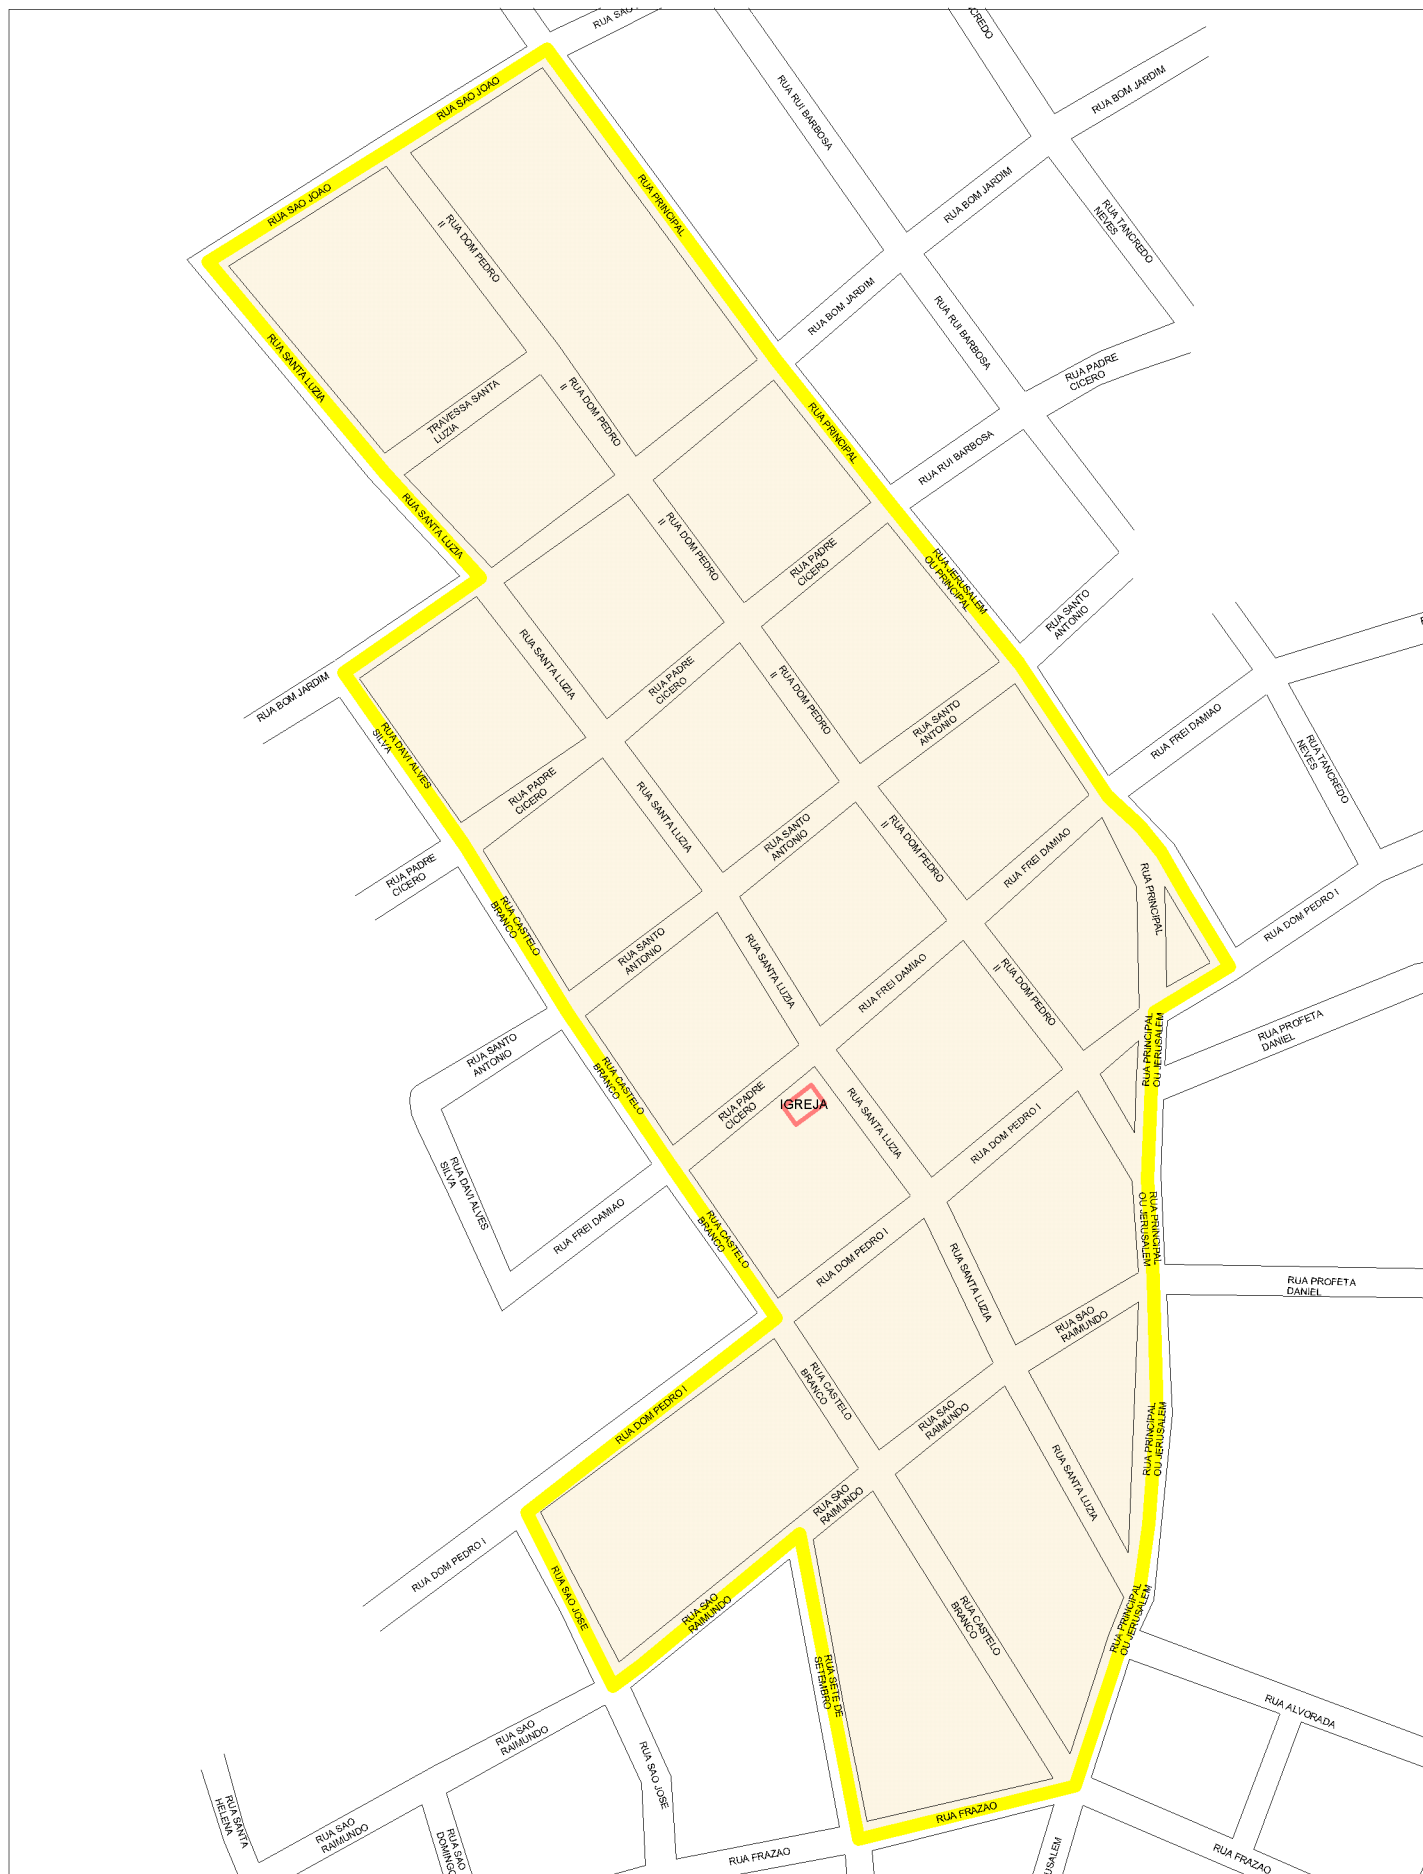 RUA SAO JOAO
CREDO
RUA BOM JARDIM
RUA RUI BARBOSA
RUA SAO JOAO
RUA BOM JARDIM
RUA PRINCIPAL
RUA DOM PEDRO
II
RUA TANCREDO
NEVES
RUA BOM JARDIM
RUA RUI BARBOSA
RUA SANTA LUZIA
RUA PADRE
CICERO
RUA DOM PEDRO
II
TRAVESSA SANTA
LUZIA
RUA PRINCIPAL
RUA RUI BARBOSA
RUA SANTA LUZIA
RUA DOM PEDRO
II
RUA PADRE
CICERO
RUA JERUSALEM
OU PRINCIPAL
RUA SANTO
ANTONIO
RUA SANTA LUZIA
RUA PADRE
CICERO
RUA DOM PEDRO
II
RUA BOM JARDIM
RUA DAVI ALVES
SILVA
RUA SANTO
ANTONIO
RUA FREI DAMIAO
RUA TANCREDO
NEVES
RUA PADRE
CICERO
RUA SANTA LUZIA
RUA SANTO
ANTONIO
RUA DOM PEDRO
II
RUA FREI DAMIAO
RUA PADRE
CICERO
RUA PRINCIPAL
RUA DOM PEDRO I
RUA CASTELO
BRANCO
RUA SANTO
ANTONIO
RUA SANTA LUZIA
RUA FREI DAMIAO
RUA DOM PEDRO
II
RUA PROFETA
DANIEL
RUA SANTO
ANTONIO
RUA PRINCIPAL
OU JERUSALEM
RUA CASTELO
BRANCO
RUA PADRE
CICERO
IGREJA
RUA SANTA LUZIA
RUA DOM PEDRO I
RUA DAVI ALVES
SILVA
RUA FREI DAMIAO
RUA CASTELO
BRANCO
RUA PRINCIPAL
OU JERUSALEM
RUA DOM PEDRO I
RUA SANTA LUZIA
RUA PROFETA
DANIEL
RUA SAO
RAIMUNDO
RUA CASTELO
BRANCO
RUA DOM PEDRO I
RUA SAO
RAIMUNDO
RUA PRINCIPAL
OU JERUSALEM
RUA SANTA LUZIA
RUA SAO
RAIMUNDO
RUA DOM PEDRO I
RUA SAO JOSE
RUA SAO
RAIMUNDO
RUA CASTELO
BRANCO
RUA PRINCIPAL
OU JERUSALEM
RUA SETE DE
SETEMBRO
RUA ALVORADA
RUA SAO
RAIMUNDO
RUA SAO JOSE
RUA SANTA
HELENA
RUA SAO
RAIMUNDO
RUA SAO
DOMINGO
RUA FRAZAO
RUA FRAZAO
USALEM
RUA FRAZAO